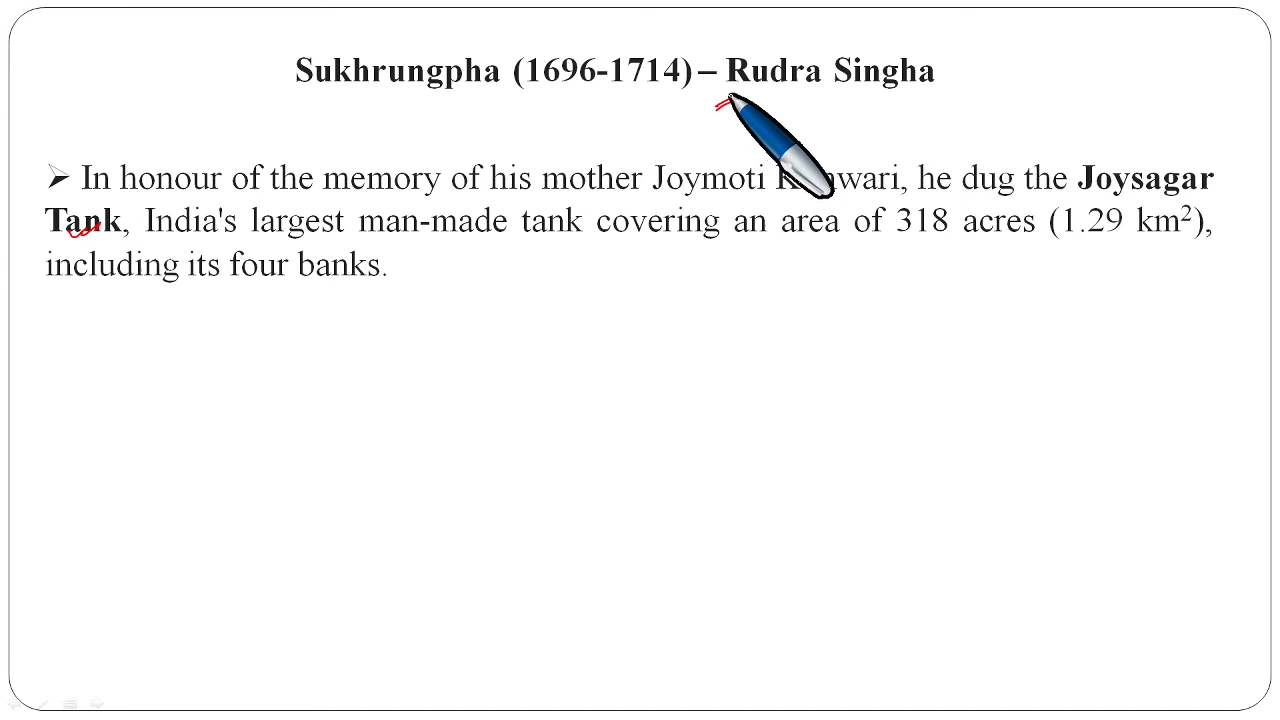 Sukhrungpha (1696-1714) – Rudra Singha
➢ In honour of the memory of his mother Joymoti , he dug the Joysagar
Tank, India's largest man-made tank covering an area of 318 acres (1.29 km²),
including its four banks.